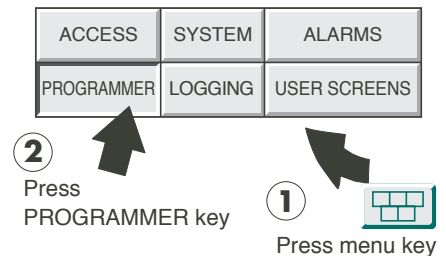 ACCESS SYSTEM ALARMS
PROGRAMMER LOGGING USER SCREENS
2
Press
PROGRAMMER key
1
Press menu key